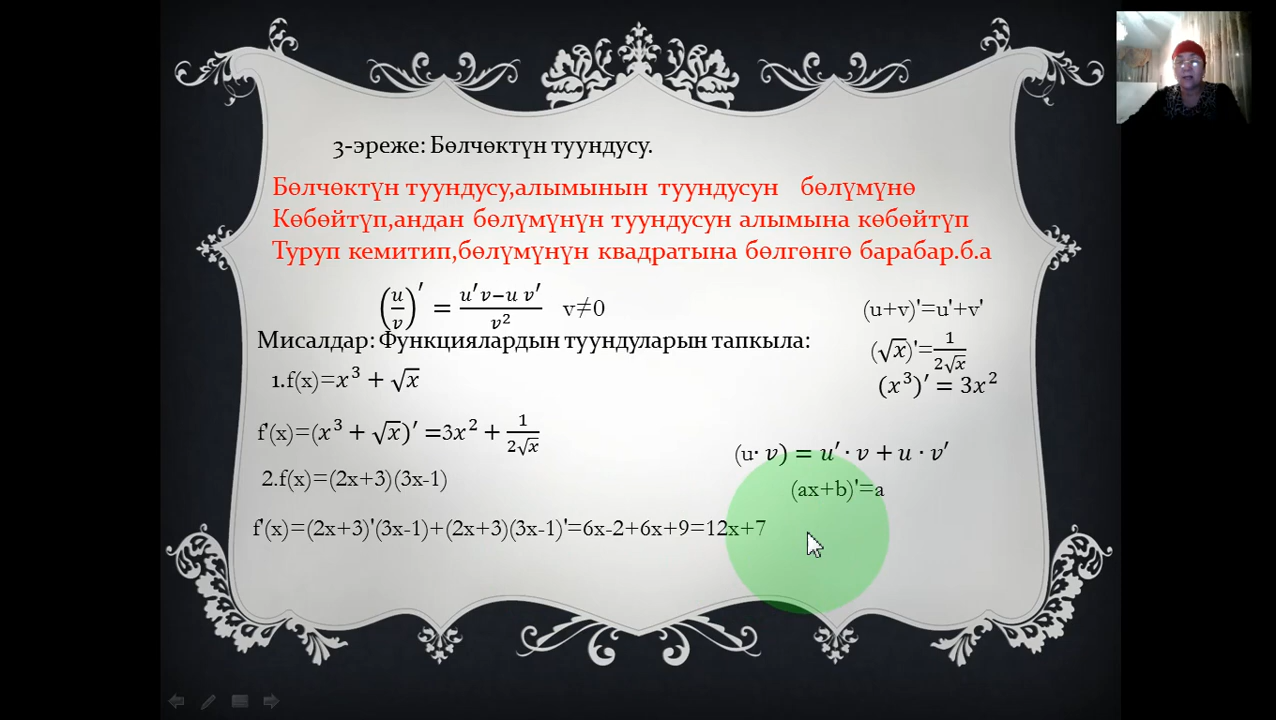 3-эреже: Бөлчөктүн туундусу.
Бөлчөктүн туундусу,алымынын туундусун бөлүмүнө
Көбөйтүп,андан бөлүмүнүн туундусун алымына көбөйтүп
Туруп кемитип,бөлүмүнүн квадратына бөлгөнгө барабар.б.а
(u/v)′ = (u′v−u v′)/v² v≠0
(u+v)'=u'+v'
Мисалдар: Функциялардын туундуларын тапкыла:
(√x)'=1/(2√x)
1.f(x)=x³ + √x
(x³)′ = 3x²
f'(x)=(x³ + √x)′ =3x² + 1/(2√x)
(u· v) = u′ · v + u · v′
2.f(x)=(2x+3)(3x-1)
(ax+b)'=a
f'(x)=(2x+3)'(3x-1)+(2x+3)(3x-1)'=6x-2+6x+9=12x+7